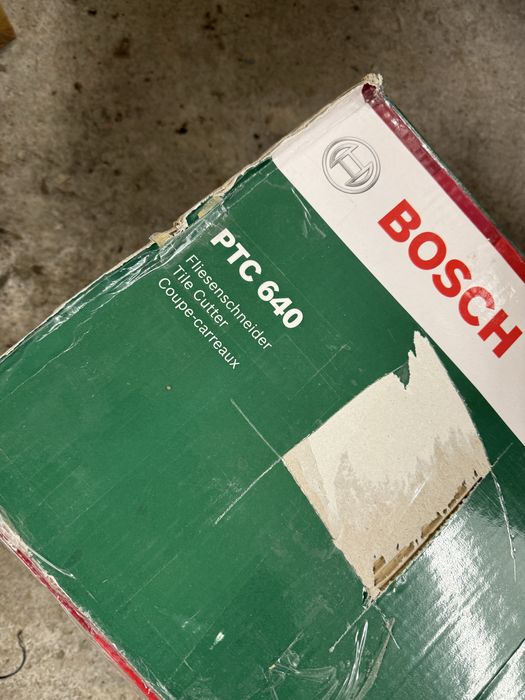 BOSCH
PTC 640
Fliesenschneider
Tile Cutter
Coupe-carreaux